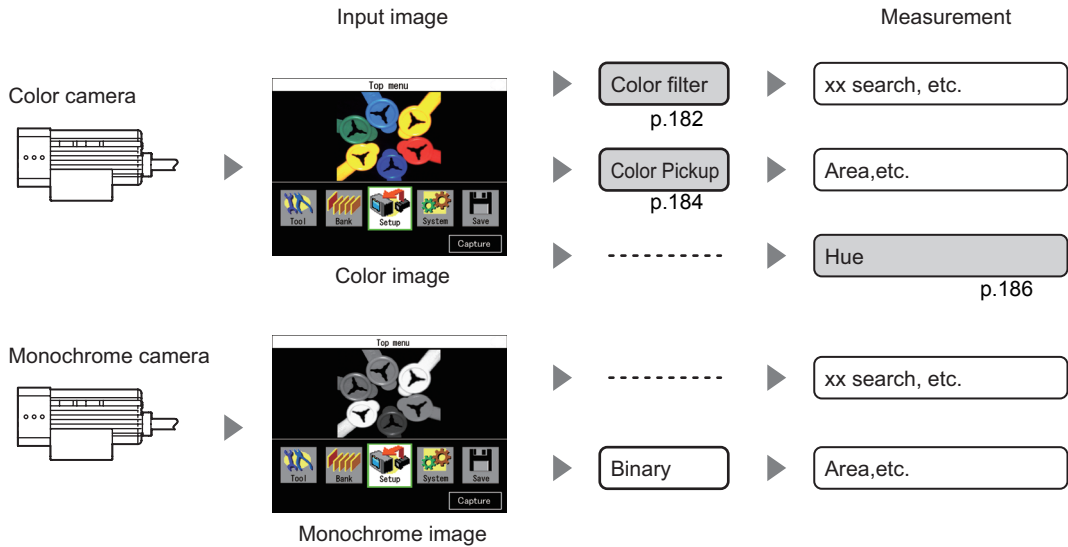 Input image
Measurement
Color camera
Top menu
Tool
Bank
Setup
System
Save
Capture
Color image
Color filter
p.182
xx search, etc.
Color Pickup
p.184
Area,etc.
Hue
p.186
Monochrome camera
Top menu
Tool
Bank
Setup
System
Save
Capture
Monochrome image
xx search, etc.
Binary
Area,etc.